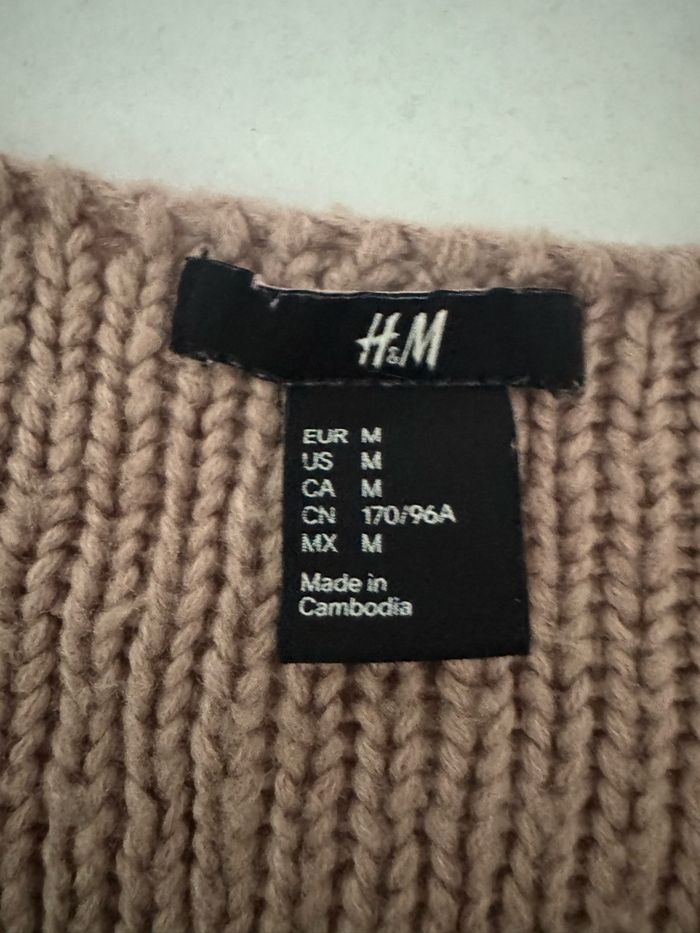 H&M
EUR M
US M
CA M
CN 170/96A
MX M
Made in
Cambodia